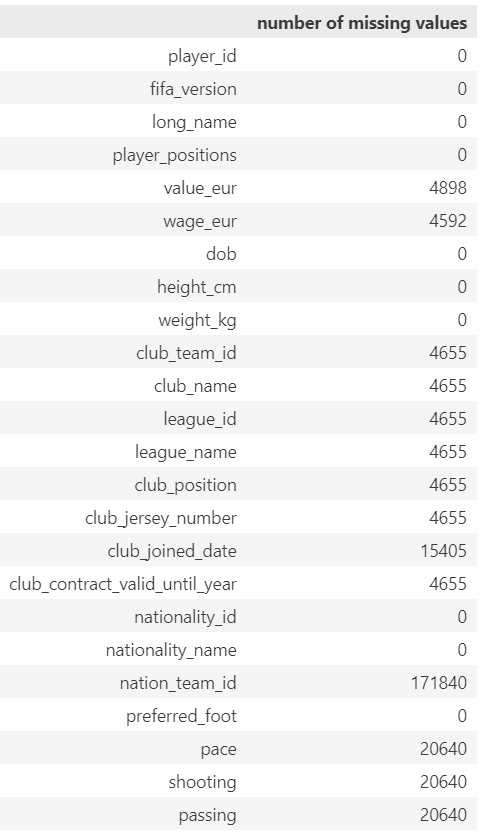 number of missing values
player_id 0
fifa_version 0
long_name 0
player_positions 0
value_eur 4898
wage_eur 4592
dob 0
height_cm 0
weight_kg 0
club_team_id 4655
club_name 4655
league_id 4655
league_name 4655
club_position 4655
club_jersey_number 4655
club_joined_date 15405
club_contract_valid_until_year 4655
nationality_id 0
nationality_name 0
nation_team_id 171840
preferred_foot 0
pace 20640
shooting 20640
passing 20640